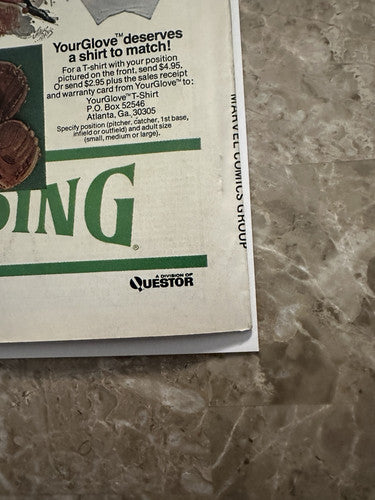 YourGlove™ deserves
a shirt to match!
For a T-shirt with your position
pictured on the front, send $4.95.
Or send $2.95 plus the sales receipt
and warranty card from YourGlove™ to:
YourGlove™ T-Shirt
P.O. Box 52546
Atlanta, Ga. 30305
Specify position (pitcher, catcher, 1st base,
infield or outfield) and adult size
(small, medium or large).
MARVEL COMICS GROUP
DING®
A DIVISION OF
QUESTOR